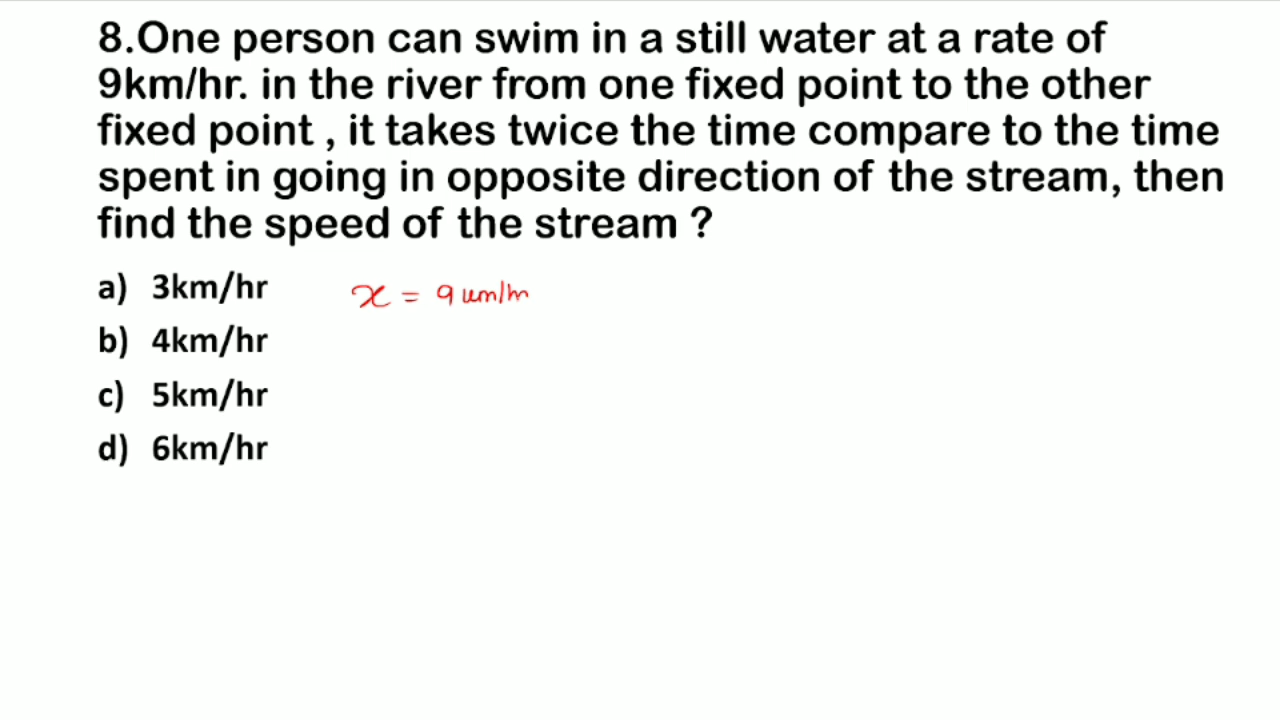 8.One person can swim in a still water at a rate of
9km/hr. in the river from one fixed point to the other
fixed point , it takes twice the time compare to the time
spent in going in opposite direction of the stream, then
find the speed of the stream ?
a) 3km/hr
x = 9
b) 4km/hr
c) 5km/hr
d) 6km/hr